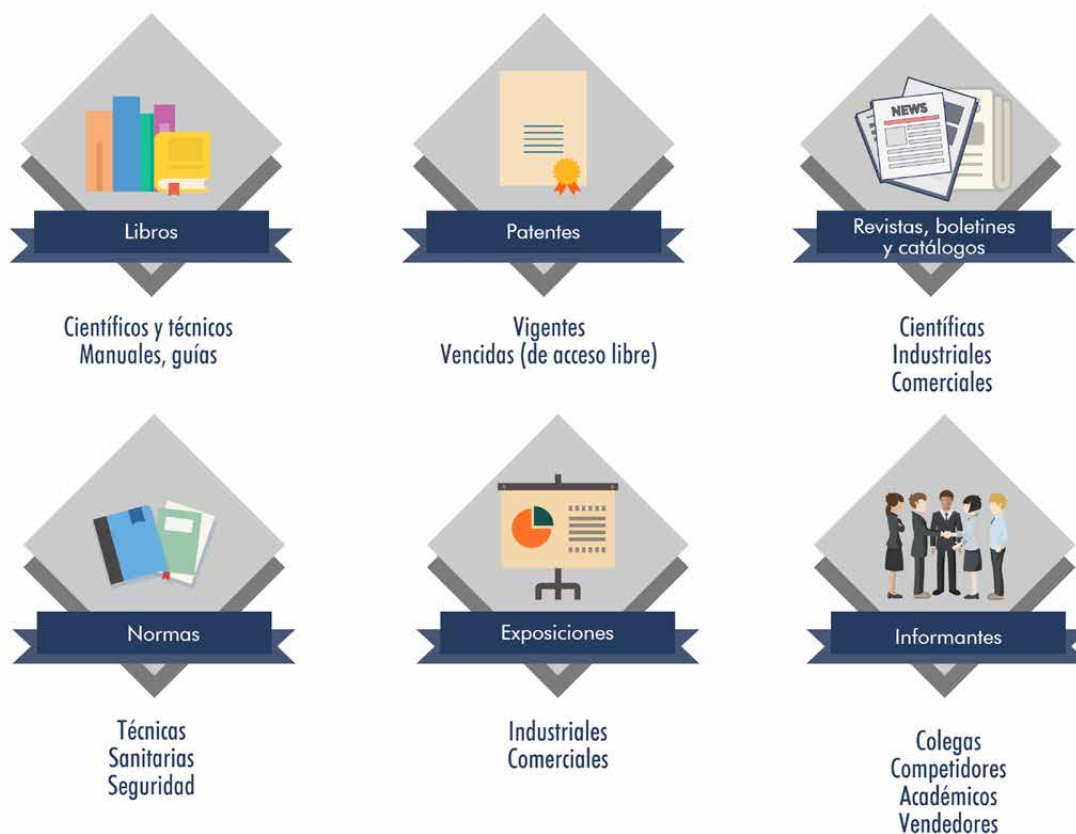 NEWS
Libros
Patentes
Revistas, boletines
y catálogos
Científicos y técnicos
Manuales, guías
Vigentes
Vencidas (de acceso libre)
Científicas
Industriales
Comerciales
Normas
Exposiciones
Informantes
Técnicas
Sanitarias
Seguridad
Industriales
Comerciales
Colegas
Competidores
Académicos
Vendedores